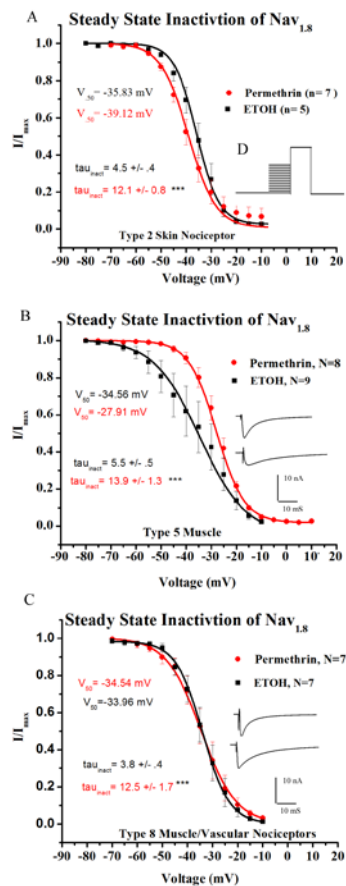 A
Steady State Inactivtion of Nav1.8
1.0
0.8
0.6
0.4
0.2
0.0
I/Imax
V.50 = -35.83 mV
V.50 = -39.12 mV
Permethrin (n= 7 )
ETOH (n= 5)
D
tauinact = 4.5 +/- .4
tauinact = 12.1 +/- 0.8 ***
Type 2 Skin Nociceptor
-90 -80 -70 -60 -50 -40 -30 -20 -10 0 10 20
Voltage (mV)
B
Steady State Inactivtion of Nav1.8
1.0
0.8
0.6
0.4
0.2
0.0
I/Imax
Permethrin, N=8
ETOH, N=9
V50 = -34.56 mV
V50 = -27.91 mV
tauinact = 5.5 +/- .5
tauinact = 13.9 +/- 1.3 ***
10 nA
10 mS
Type 5 Muscle
-90 -80 -70 -60 -50 -40 -30 -20 -10 0 10
Voltage (mV)
C
Steady State Inactivtion of Nav1.8
1.0
0.8
0.6
0.4
0.2
0.0
I/Imax
Permethrin, N=7
ETOH, N=7
V50 = -34.54 mV
V50 = -33.96 mV
tauinact = 3.8 +/- .4
tauinact = 12.5 +/- 1.7 ***
10 nA
10 mS
Type 8 Muscle/Vascular Nociceptors
-80 -70 -60 -50 -40 -30 -20 -10 0 10
Voltage (mV)